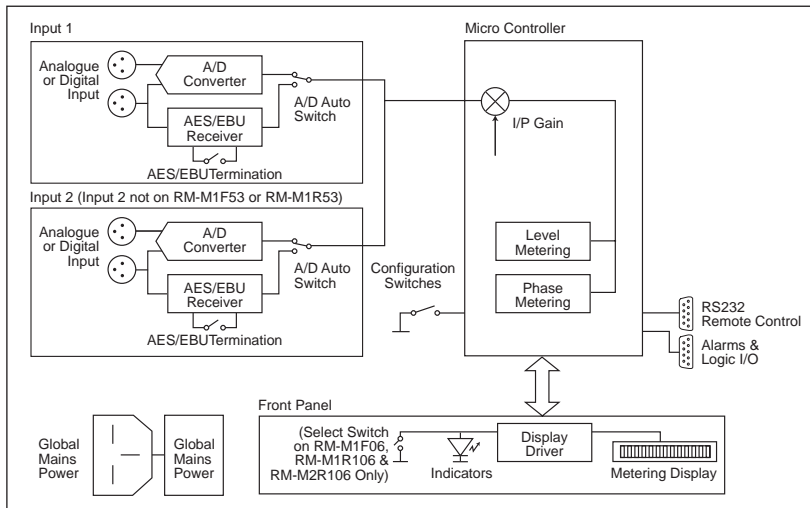 Input 1
Analogue
or Digital
Input
A/D
Converter
AES/EBU
Receiver
A/D Auto
Switch
AES/EBUTermination
Input 2 (Input 2 not on RM-M1F53 or RM-M1R53)
Analogue
or Digital
Input
A/D
Converter
AES/EBU
Receiver
A/D Auto
Switch
AES/EBUTermination
Micro Controller
I/P Gain
Level
Metering
Phase
Metering
Configuration
Switches
RS232
Remote Control
Alarms &
Logic I/O
Global
Mains
Power
Global
Mains
Power
Front Panel
(Select Switch
on RM-M1F06,
RM-M1R106 &
RM-M2R106 Only)
Indicators
Display
Driver
Metering Display